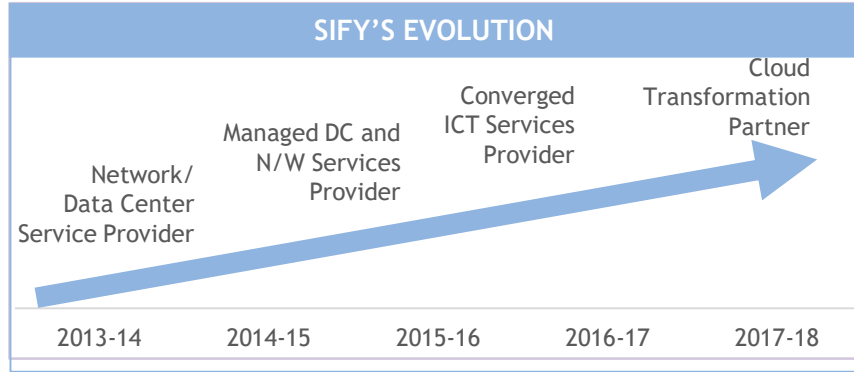 SIFY'S EVOLUTION
Cloud
Transformation
Partner
Converged
ICT Services
Provider
Managed DC and
N/W Services
Provider
Network/
Data Center
Service Provider
2013-14 2014-15 2015-16 2016-17 2017-18